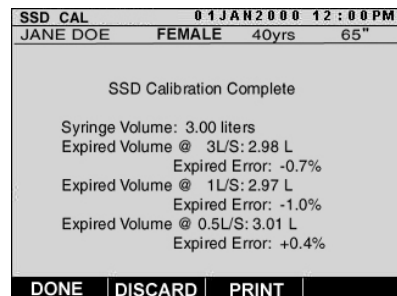 SSD CAL 01JAN2000 12:00PM
JANE DOE FEMALE 40yrs 65"
SSD Calibration Complete
Syringe Volume: 3.00 liters
Expired Volume @ 3L/S: 2.98 L
Expired Error: -0.7%
Expired Volume @ 1L/S: 2.97 L
Expired Error: -1.0%
Expired Volume @ 0.5L/S: 3.01 L
Expired Error: +0.4%
DONE DISCARD PRINT